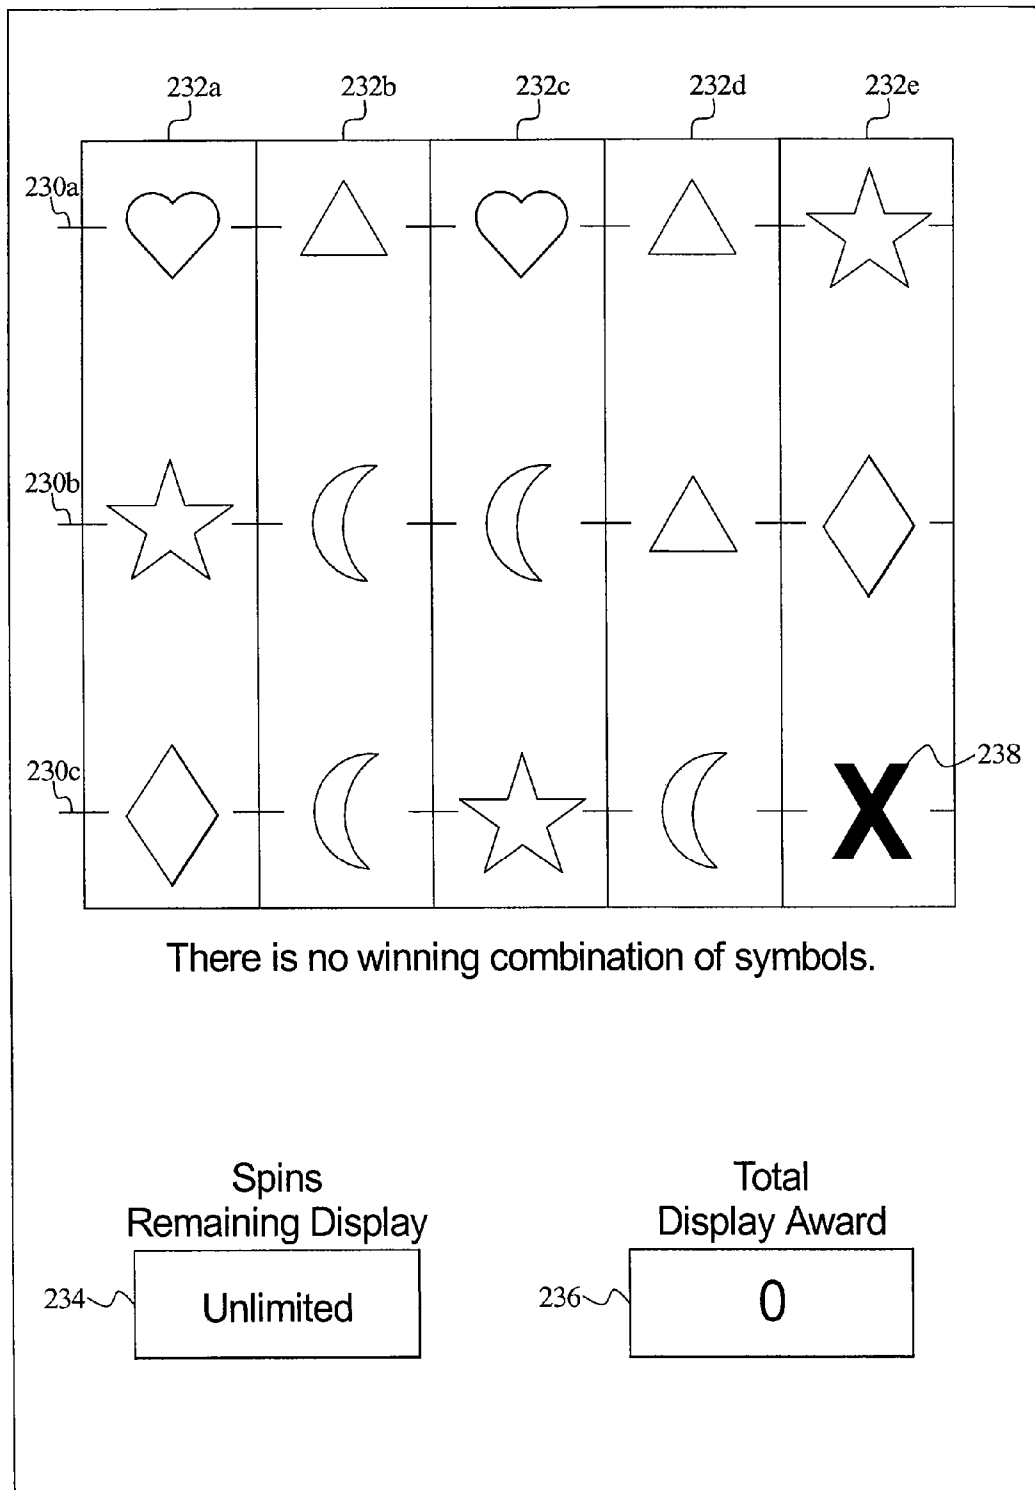 232a 232b 232c 232d 232e
230a
230b
230c
X
238
There is no winning combination of symbols.
Spins
Remaining Display
234
Unlimited
Total
Display Award
236
0